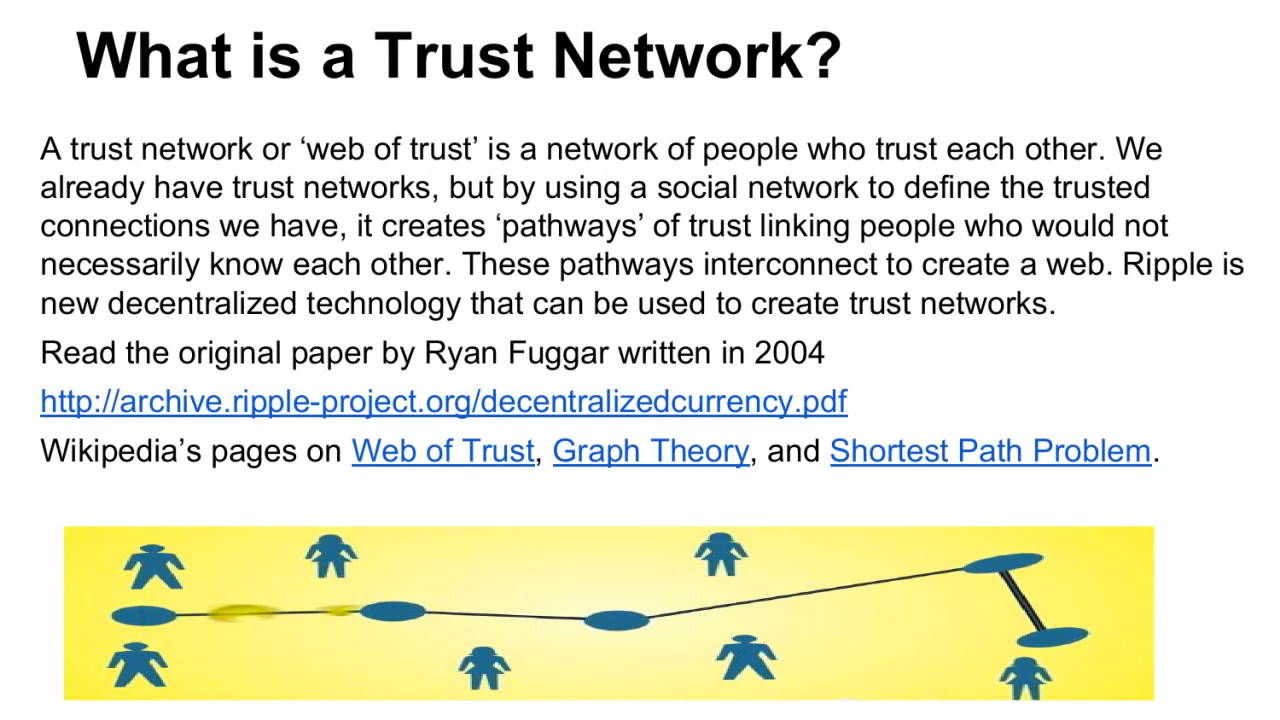 What is a Trust Network?
A trust network or ‘web of trust’ is a network of people who trust each other. We
already have trust networks, but by using a social network to define the trusted
connections we have, it creates ‘pathways’ of trust linking people who would not
necessarily know each other. These pathways interconnect to create a web. Ripple is
new decentralized technology that can be used to create trust networks.
Read the original paper by Ryan Fuggar written in 2004
http://archive.ripple-project.org/decentralizedcurrency.pdf
Wikipedia’s pages on Web of Trust, Graph Theory, and Shortest Path Problem.